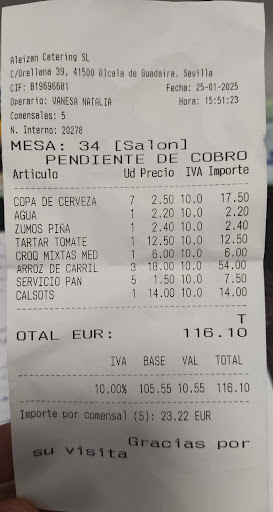 Aleizan Catering SL
C/Orellana 39, 41500 Alcala de Guadaira, Sevilla
CIF: B19696681 Fecha: 25-01-2025
Operario: VANESA NATALIA Hora: 15:51:23
Comensales: 5
N. Interno: 20278
MESA: 34 [Salon]
PENDIENTE DE COBRO
Articulo Ud Precio IVA Importe
COPA DE CERVEZA 7 2.50 10.0 17.50
AGUA 1 2.20 10.0 2.20
ZUMOS PIÑA 1 2.40 10.0 2.40
TARTAR TOMATE 1 12.50 10.0 12.50
CROQ MIXTAS MED 1 6.00 10.0 6.00
ARROZ DE CARRIL 3 18.00 10.0 54.00
SERVICIO PAN 5 1.50 10.0 7.50
CALSOTS 1 14.00 10.0 14.00
T
OTAL EUR: 116.10
IVA BASE VAL TOTAL
10.00% 105.55 10.55 116.10
Importe por comensal (5): 23.22 EUR
Gracias por
su visita